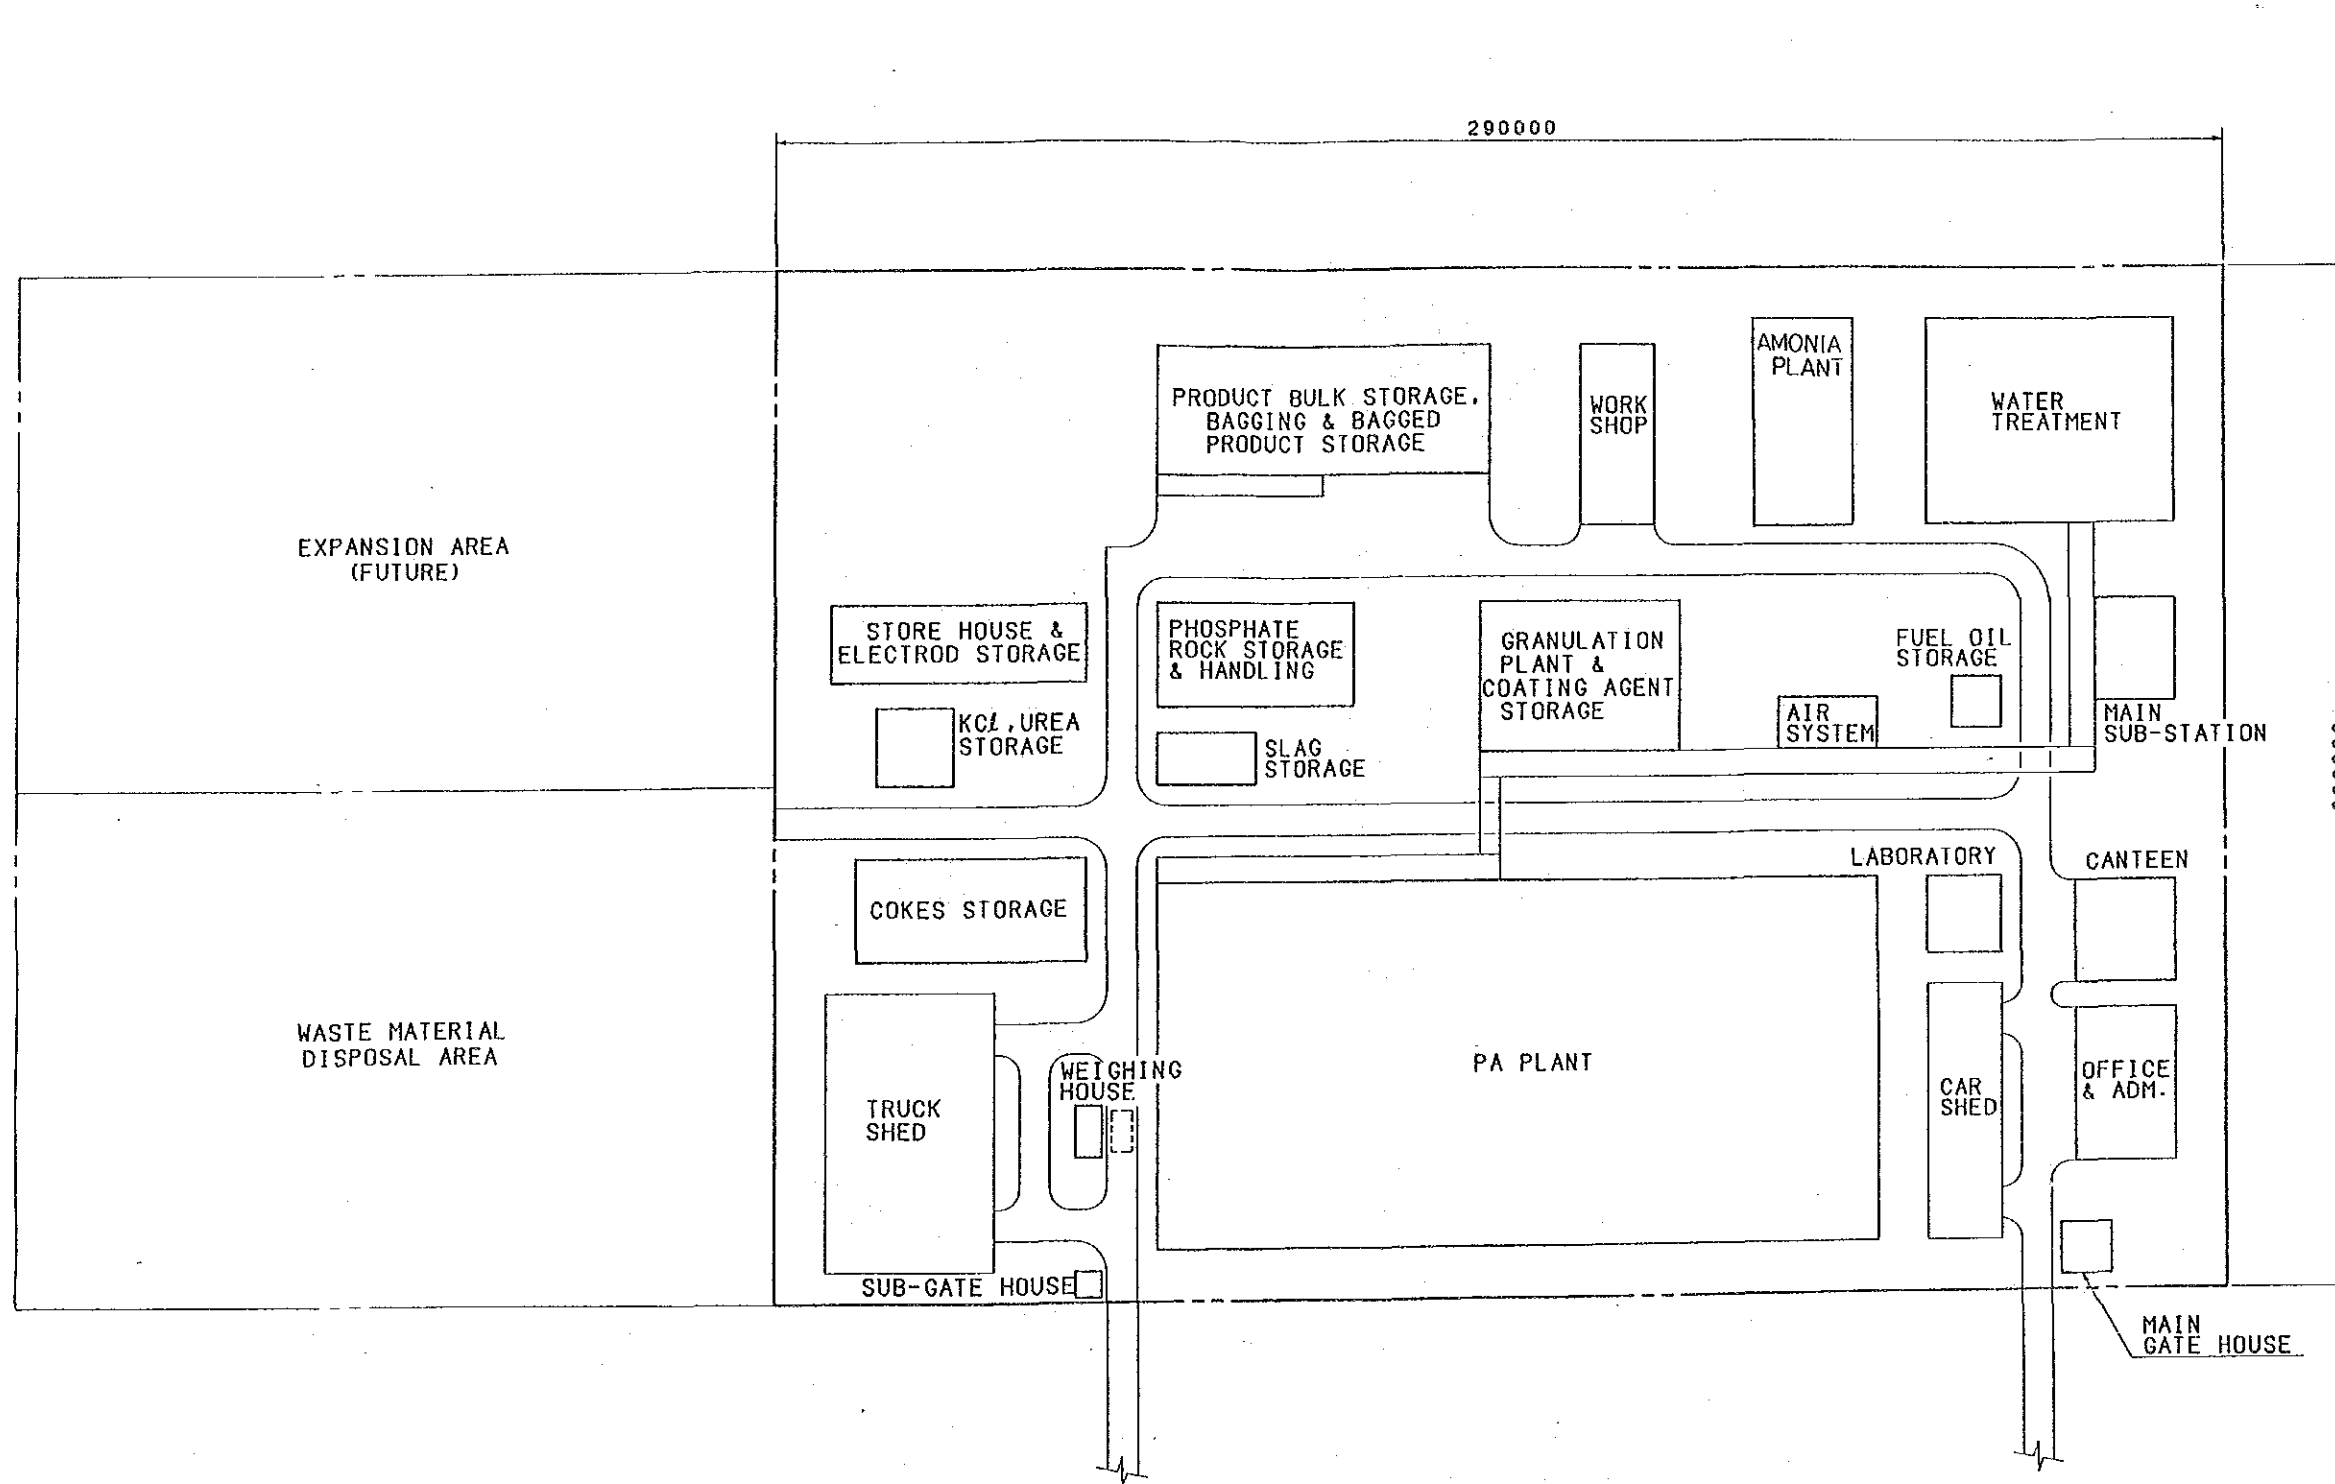 290000
AMONIA
PLANT
PRODUCT BULK STORAGE,
BAGGING & BAGGED
PRODUCT STORAGE
WORK
SHOP
WATER
TREATMENT
EXPANSION AREA
(FUTURE)
STORE HOUSE &
ELECTROD STORAGE
PHOSPHATE
ROCK STORAGE
& HANDLING
GRANULATION
PLANT &
COATING AGENT
STORAGE
FUEL OIL
STORAGE
KCℓ,UREA
STORAGE
SLAG
STORAGE
AIR
SYSTEM
MAIN
SUB-STATION
LABORATORY
CANTEEN
COKES STORAGE
WASTE MATERIAL
DISPOSAL AREA
WEIGHING
HOUSE
PA PLANT
OFFICE
& ADM.
TRUCK
SHED
CAR
SHED
SUB-GATE HOUSE
MAIN
GATE HOUSE